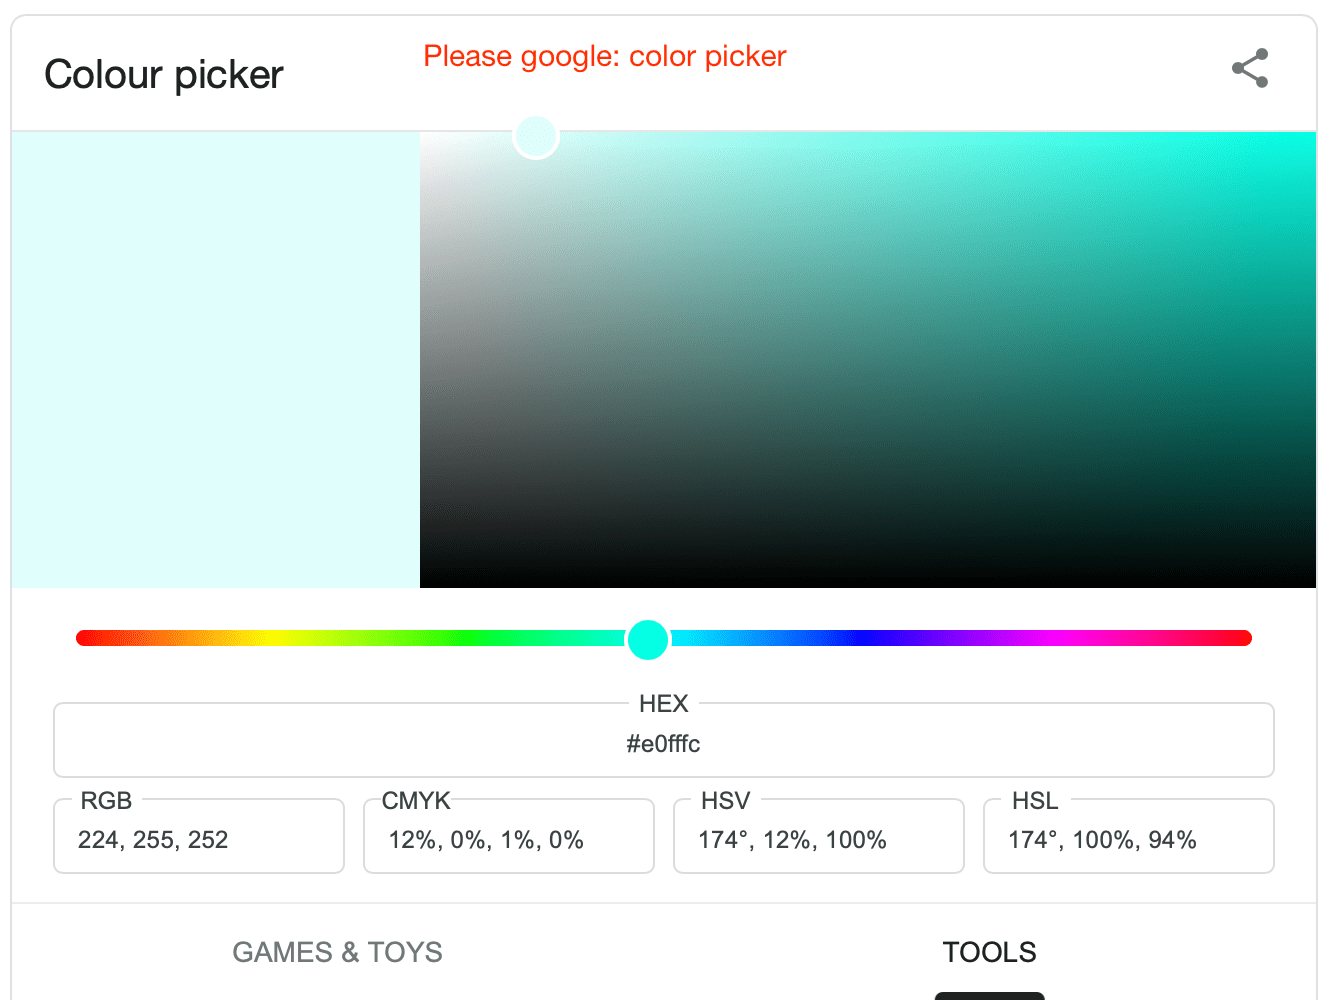 Colour picker
Please google: color picker
HEX
#e0fffc
RGB
224, 255, 252
CMYK
12%, 0%, 1%, 0%
HSV
174°, 12%, 100%
HSL
174°, 100%, 94%
GAMES & TOYS
TOOLS